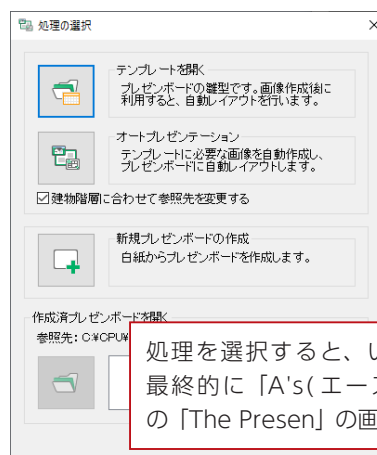 処理の選択
テンプレートを開く
プレゼンボードの雛型です。画像作成後に
利用すると、自動レイアウトを行います。
オートプレゼンテーション
テンプレートに必要な画像を自動作成し、
プレゼンボードに自動レイアウトします。
建物階層に合わせて参照先を変更する
新規プレゼンボードの作成
白紙からプレゼンボードを作成します。
作成済プレゼンボードを開く
参照先：C:¥CPU¥
処理を選択すると、い
最終的に「A's(エース
の「The Presen」の画